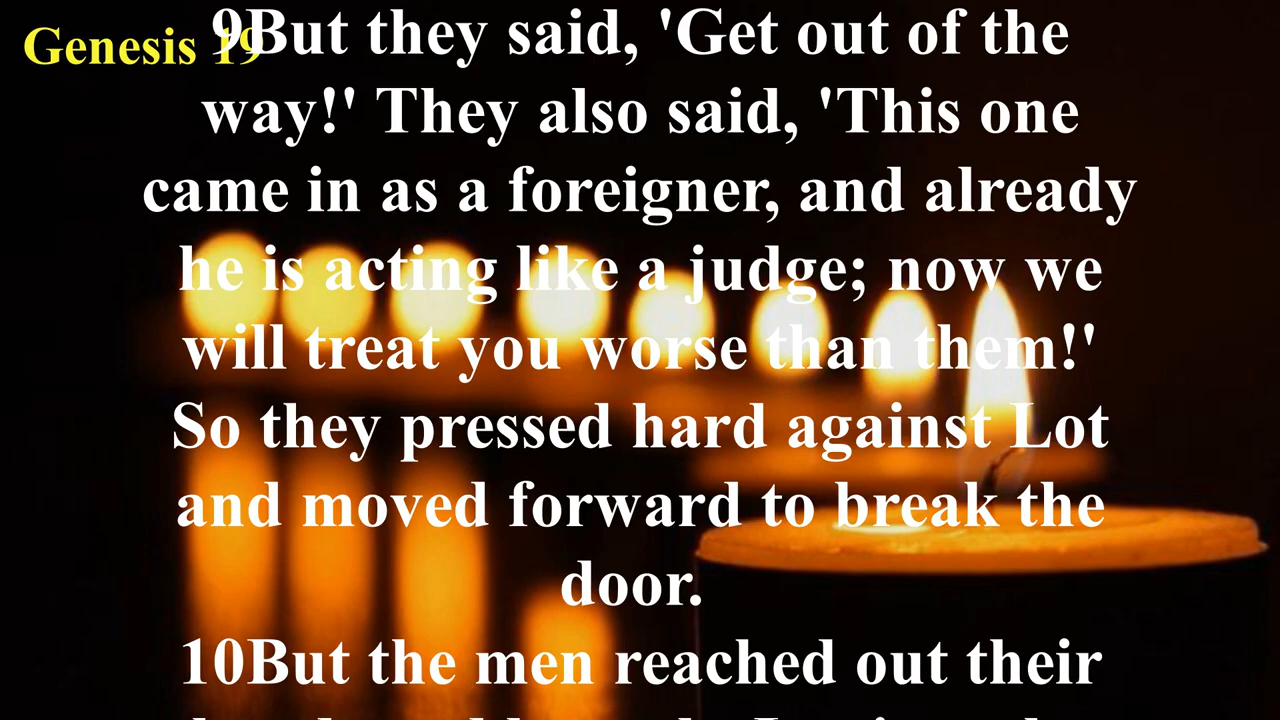 Genesis 19
9But they said, 'Get out of the
way!' They also said, 'This one
came in as a foreigner, and already
he is acting like a judge; now we
will treat you worse than them!'
So they pressed hard against Lot
and moved forward to break the
door.
10But the men reached out their